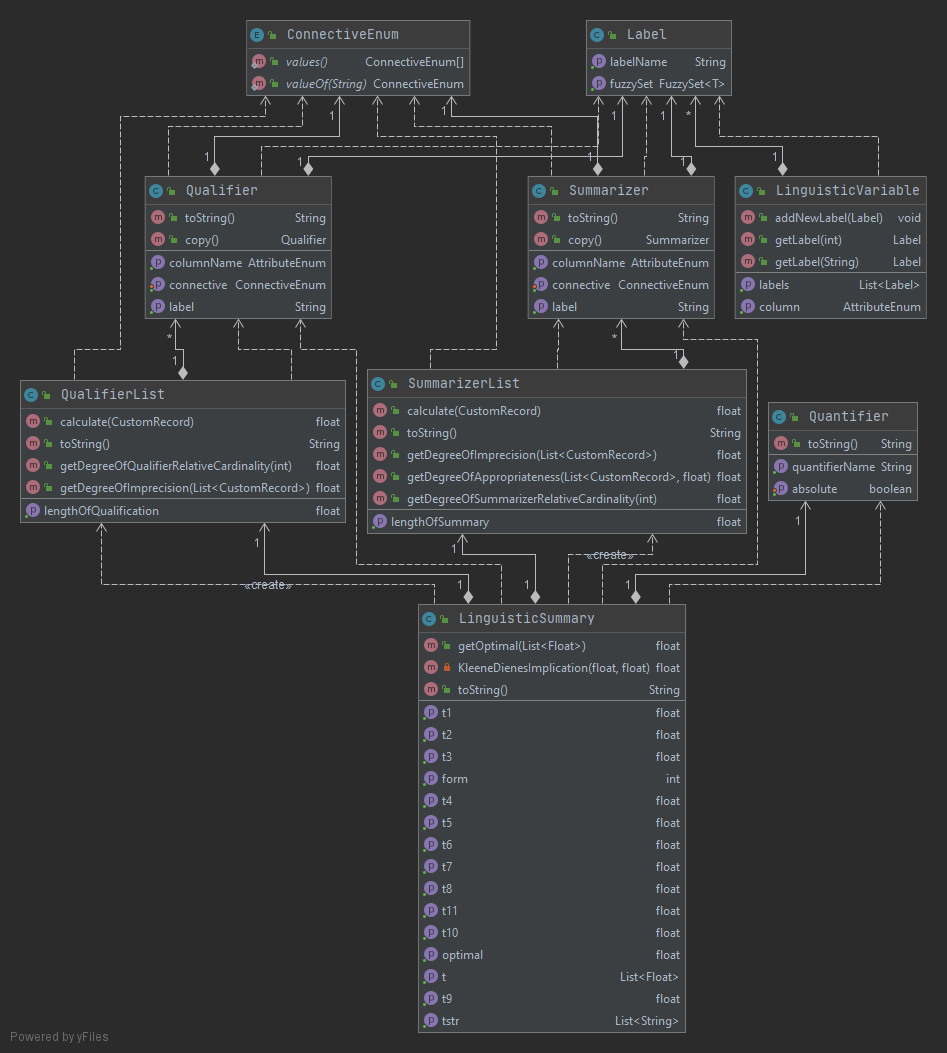 ConnectiveEnum
values() ConnectiveEnum[]
valueOf(String) ConnectiveEnum
Label
labelName String
fuzzySet FuzzySet<T>
1
1
1
1
1
1
1
1
*
1
Qualifier
toString() String
copy() Qualifier
columnName AttributeEnum
connective ConnectiveEnum
label String
Summarizer
toString() String
copy() Summarizer
columnName AttributeEnum
connective ConnectiveEnum
label String
LinguisticVariable
addNewLabel(Label) void
getLabel(int) Label
getLabel(String) Label
labels List<Label>
column AttributeEnum
*
1
*
1
QualifierList
calculate(CustomRecord) float
toString() String
getDegreeOfQualifierRelativeCardinality(int) float
getDegreeOfImprecision(List<CustomRecord>) float
lengthOfQualification float
SummarizerList
calculate(CustomRecord) float
toString() String
getDegreeOfImprecision(List<CustomRecord>) float
getDegreeOfAppropriateness(List<CustomRecord>, float) float
getDegreeOfSummarizerRelativeCardinality(int) float
lengthOfSummary float
Quantifier
toString() String
quantifierName String
absolute boolean
1
1
1
«create»
«create»
1
1
1
LinguisticSummary
getOptimal(List<Float>) float
KleeneDienesImplication(float, float) float
toString() String
t1 float
t2 float
t3 float
form int
t4 float
t5 float
t6 float
t7 float
t8 float
t11 float
t10 float
optimal float
t List<Float>
t9 float
tstr List<String>
Powered by yFiles